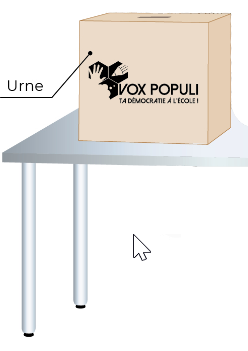 Urne
VOX POPULI
TA DÉMOCRATIE À L'ÉCOLE !